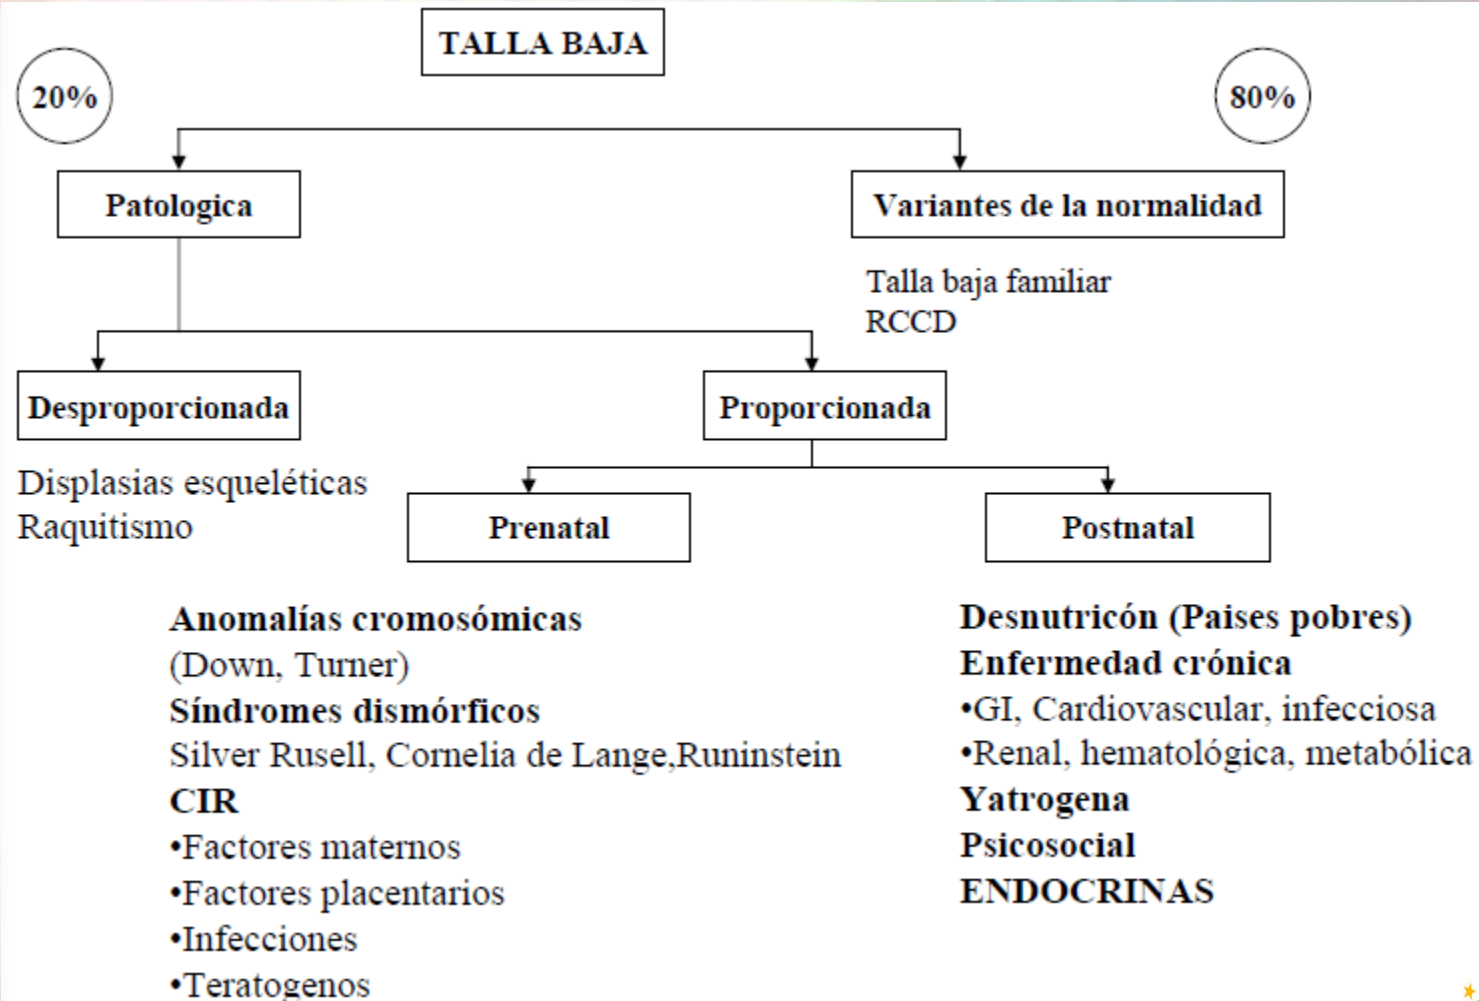 TALLA BAJA
20%
80%
Patologica
Variantes de la normalidad
Talla baja familiar
RCCD
Desproporcionada
Proporcionada
Displasias esqueléticas
Raquitismo
Prenatal
Postnatal
Anomalías cromosómicas
(Down, Turner)
Síndromes dismórficos
Silver Rusell, Cornelia de Lange,Runinstein
CIR
•Factores maternos
•Factores placentarios
•Infecciones
•Teratogenos
Desnutricón (Paises pobres)
Enfermedad crónica
•GI, Cardiovascular, infecciosa
•Renal, hematológica, metabólica
Yatrogena
Psicosocial
ENDOCRINAS